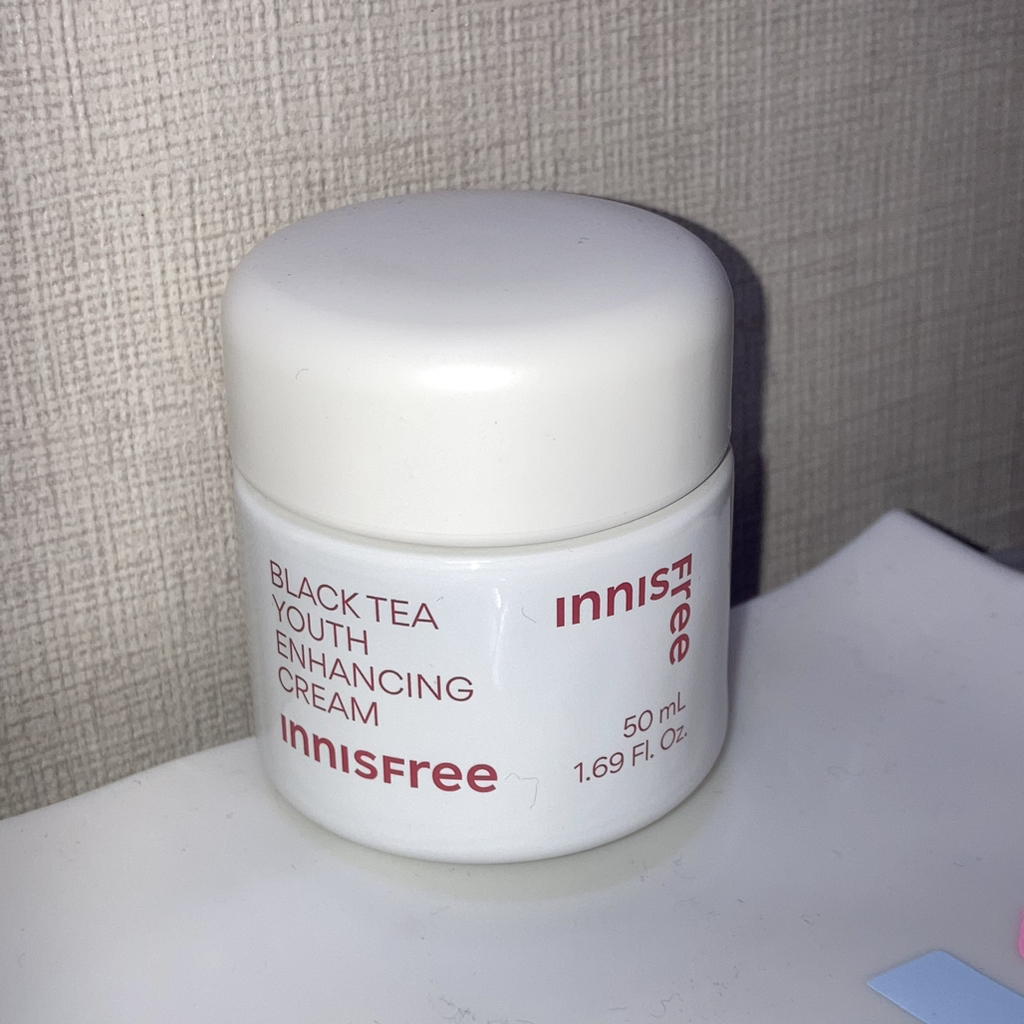 BLACK TEA
YOUTH
ENHANCING
CREAM
INNISFree
INNISFree
50 mL
1.69 Fl. Oz.